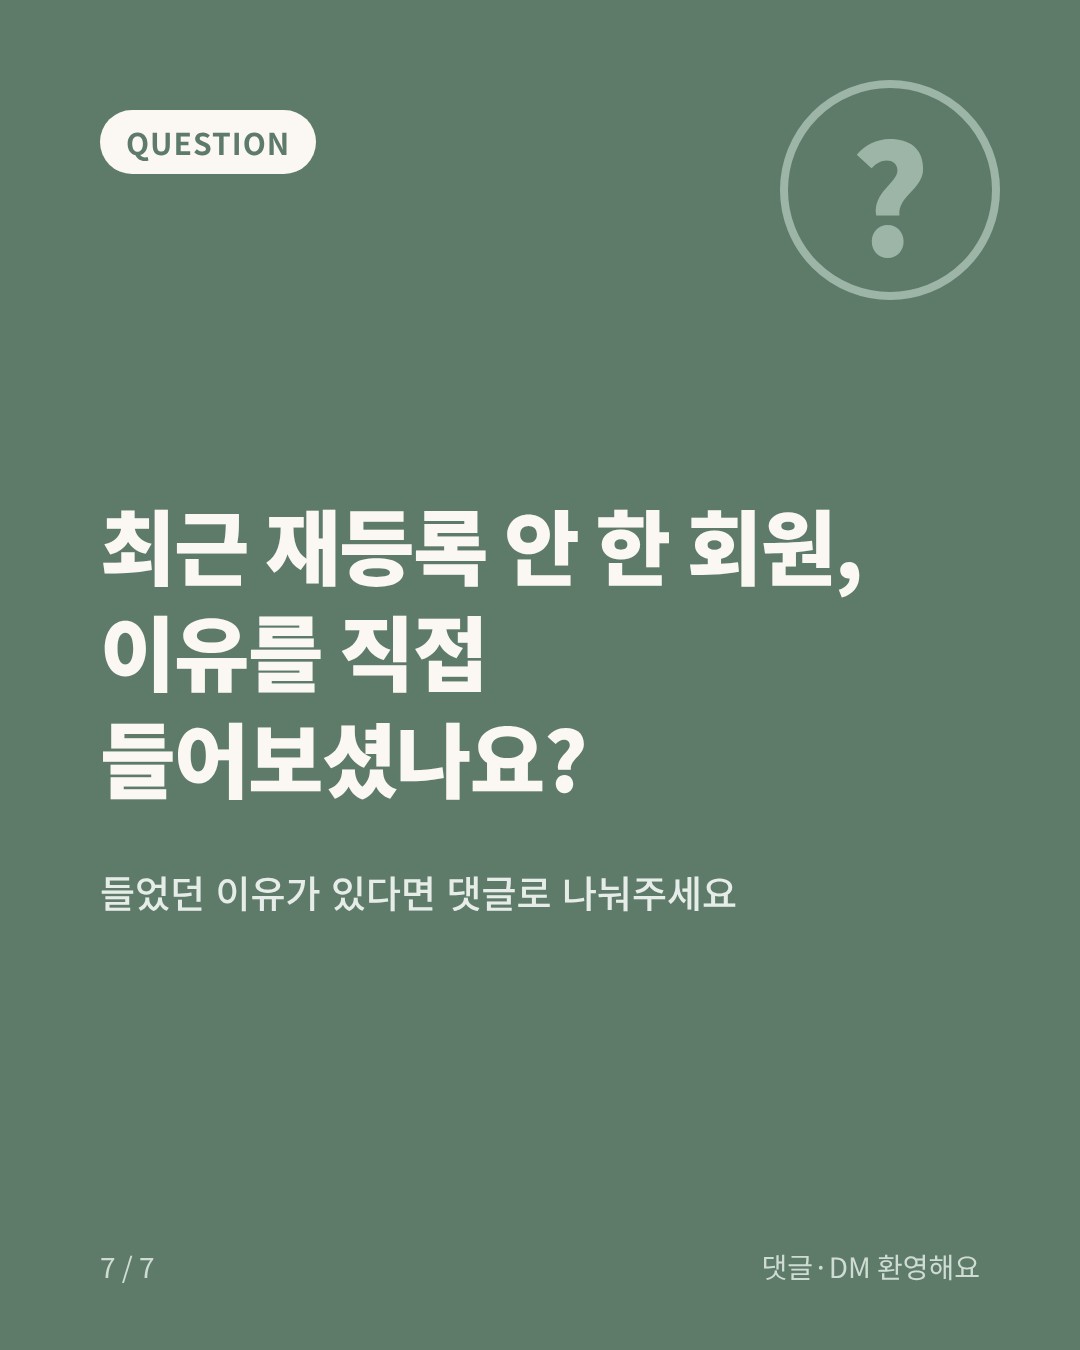 QUESTION
?
최근 재등록 안 한 회원,
이유를 직접
들어보셨나요?
들었던 이유가 있다면 댓글로 나눠주세요
7 / 7
댓글·DM 환영해요